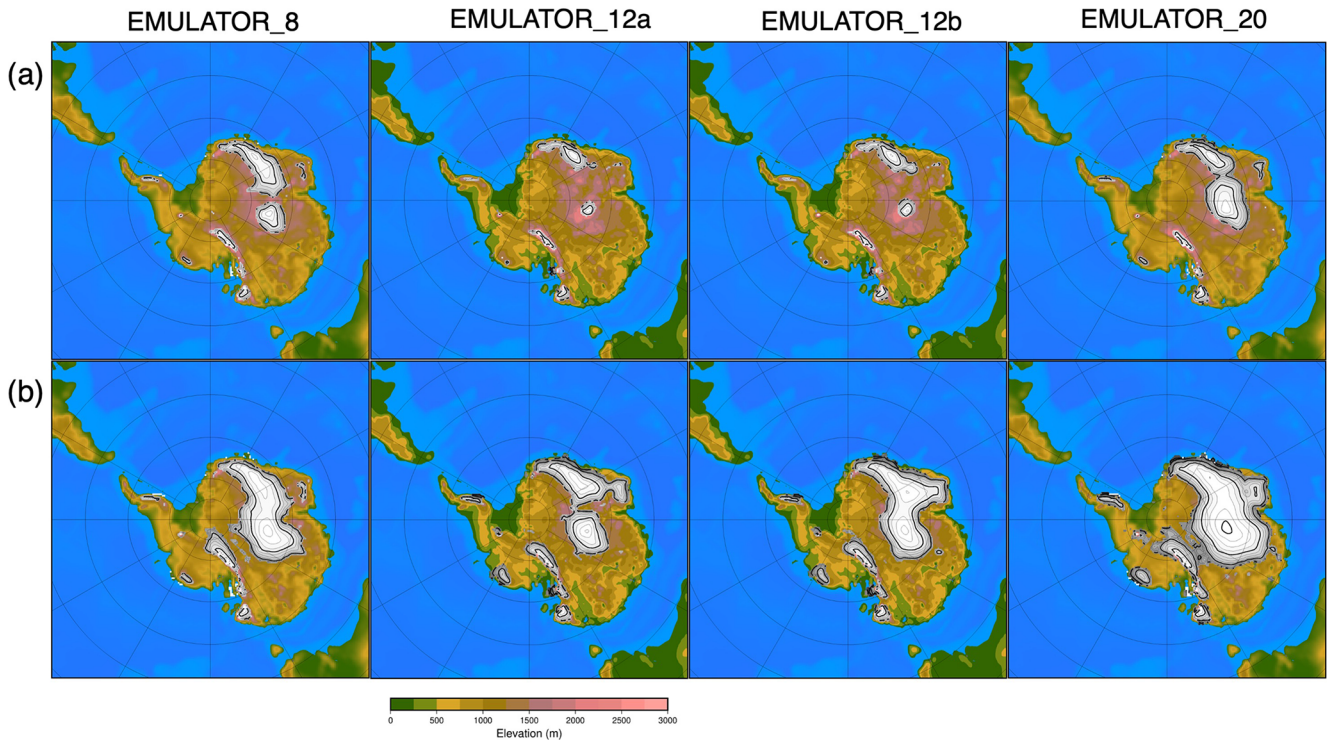 EMULATOR_8 EMULATOR_12a EMULATOR_12b EMULATOR_20
(a)
(b)
0 500 1000 1500 2000 2500 3000
Elevation (m)